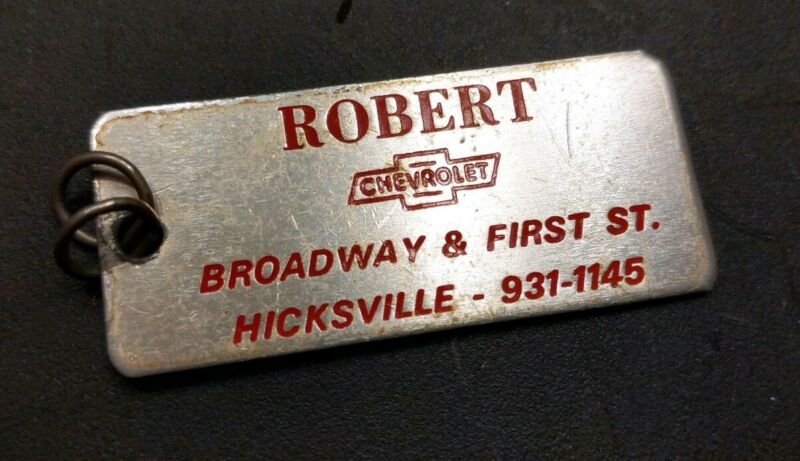 ROBERT
CHEVROLET
BROADWAY & FIRST ST.
HICKSVILLE - 931-1145